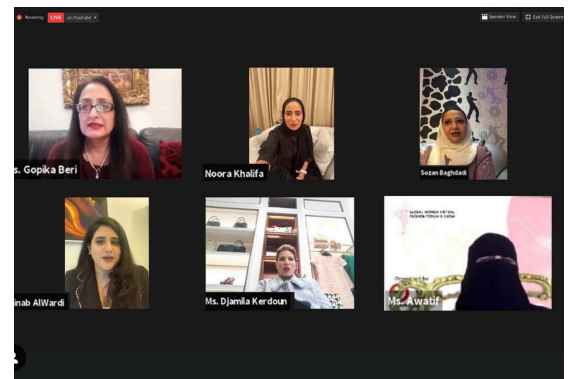 Recording LIVE on YouTube
Speaker View Exit Full Screen
s. Gopika Beri
Noora Khalifa
Sozan Baghdadi
GLOBAL WOMEN VIRTUAL
FASHION FORUM & SHOW
Organized by
inab AlWardi
Ms. Djamila Kerdoun
Ms. Awatif